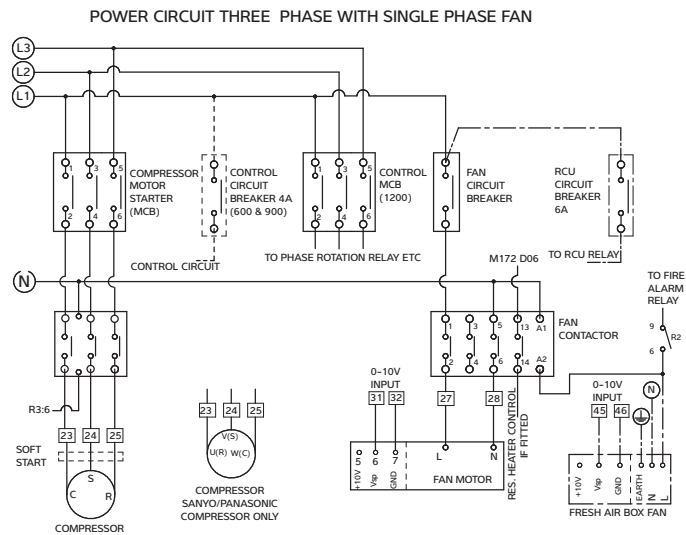 POWER CIRCUIT THREE PHASE WITH SINGLE PHASE FAN
L3
L2
L1
1 3 5
2 4 6
COMPRESSOR
MOTOR
STARTER
(MCB)
CONTROL
CIRCUIT
BREAKER 4A
(600 & 900)
CONTROL CIRCUIT
1 3 5
2 4 6
CONTROL
MCB
(1200)
TO PHASE ROTATION RELAY ETC
FAN
CIRCUIT
BREAKER
RCU
CIRCUIT
BREAKER
6A
TO RCU RELAY
M172 D06
N
TO FIRE
ALARM
RELAY
9
R2
6
1 3 5 13 A1
2 4 6 14 A2
FAN
CONTACTOR
R3:6
23 24 25
SOFT
START
S
C R
COMPRESSOR
23 24 25
V(S)
U(R) W(C)
COMPRESSOR
SANYO/PANASONIC
COMPRESSOR ONLY
0-10V
INPUT
31 32
27
28
RES. HEATER CONTROL
IF FITTED
5 6 7
+10V Vsp GND
L N
FAN MOTOR
0-10V
INPUT
45 46
N
+10V Vsp GND EARTH N L
FRESH AIR BOX FAN